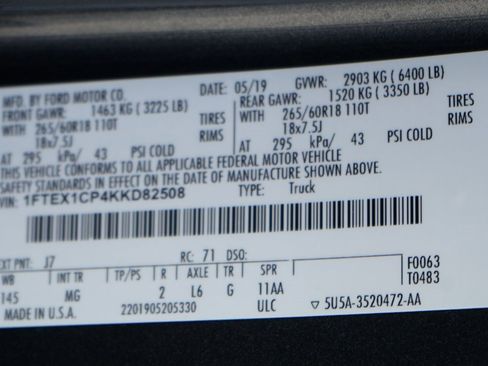 MFD. BY FORD MOTOR CO. DATE: 05/19 GVWR: 2903 KG ( 6400 LB)
FRONT GAWR: 1463 KG ( 3225 LB) REAR GAWR: 1520 KG ( 3350 LB)
WITH 265/60R18 110T TIRES WITH 265/60R18 110T TIRES
18x7.5J RIMS 18x7.5J RIMS
AT 295 kPa/ 43 PSI COLD AT 295 kPa/ 43 PSI COLD
THIS VEHICLE CONFORMS TO ALL APPLICABLE FEDERAL MOTOR VEHICLE
SAFETY STANDARDS IN EFFECT ON THE DATE OF MANUFACTURE SHOWN ABOVE.
VIN: 1FTEX1CP4KKD82508 TYPE: Truck
EXT PNT: J7 RC: 71 DSO: F0063
WB INT TR TP/PS R AXLE TR SPR T0483
145 MG 2 L6 G 11AA
MADE IN U.S.A. 2201905205330 ULC ▽ 5U5A-3520472-AA